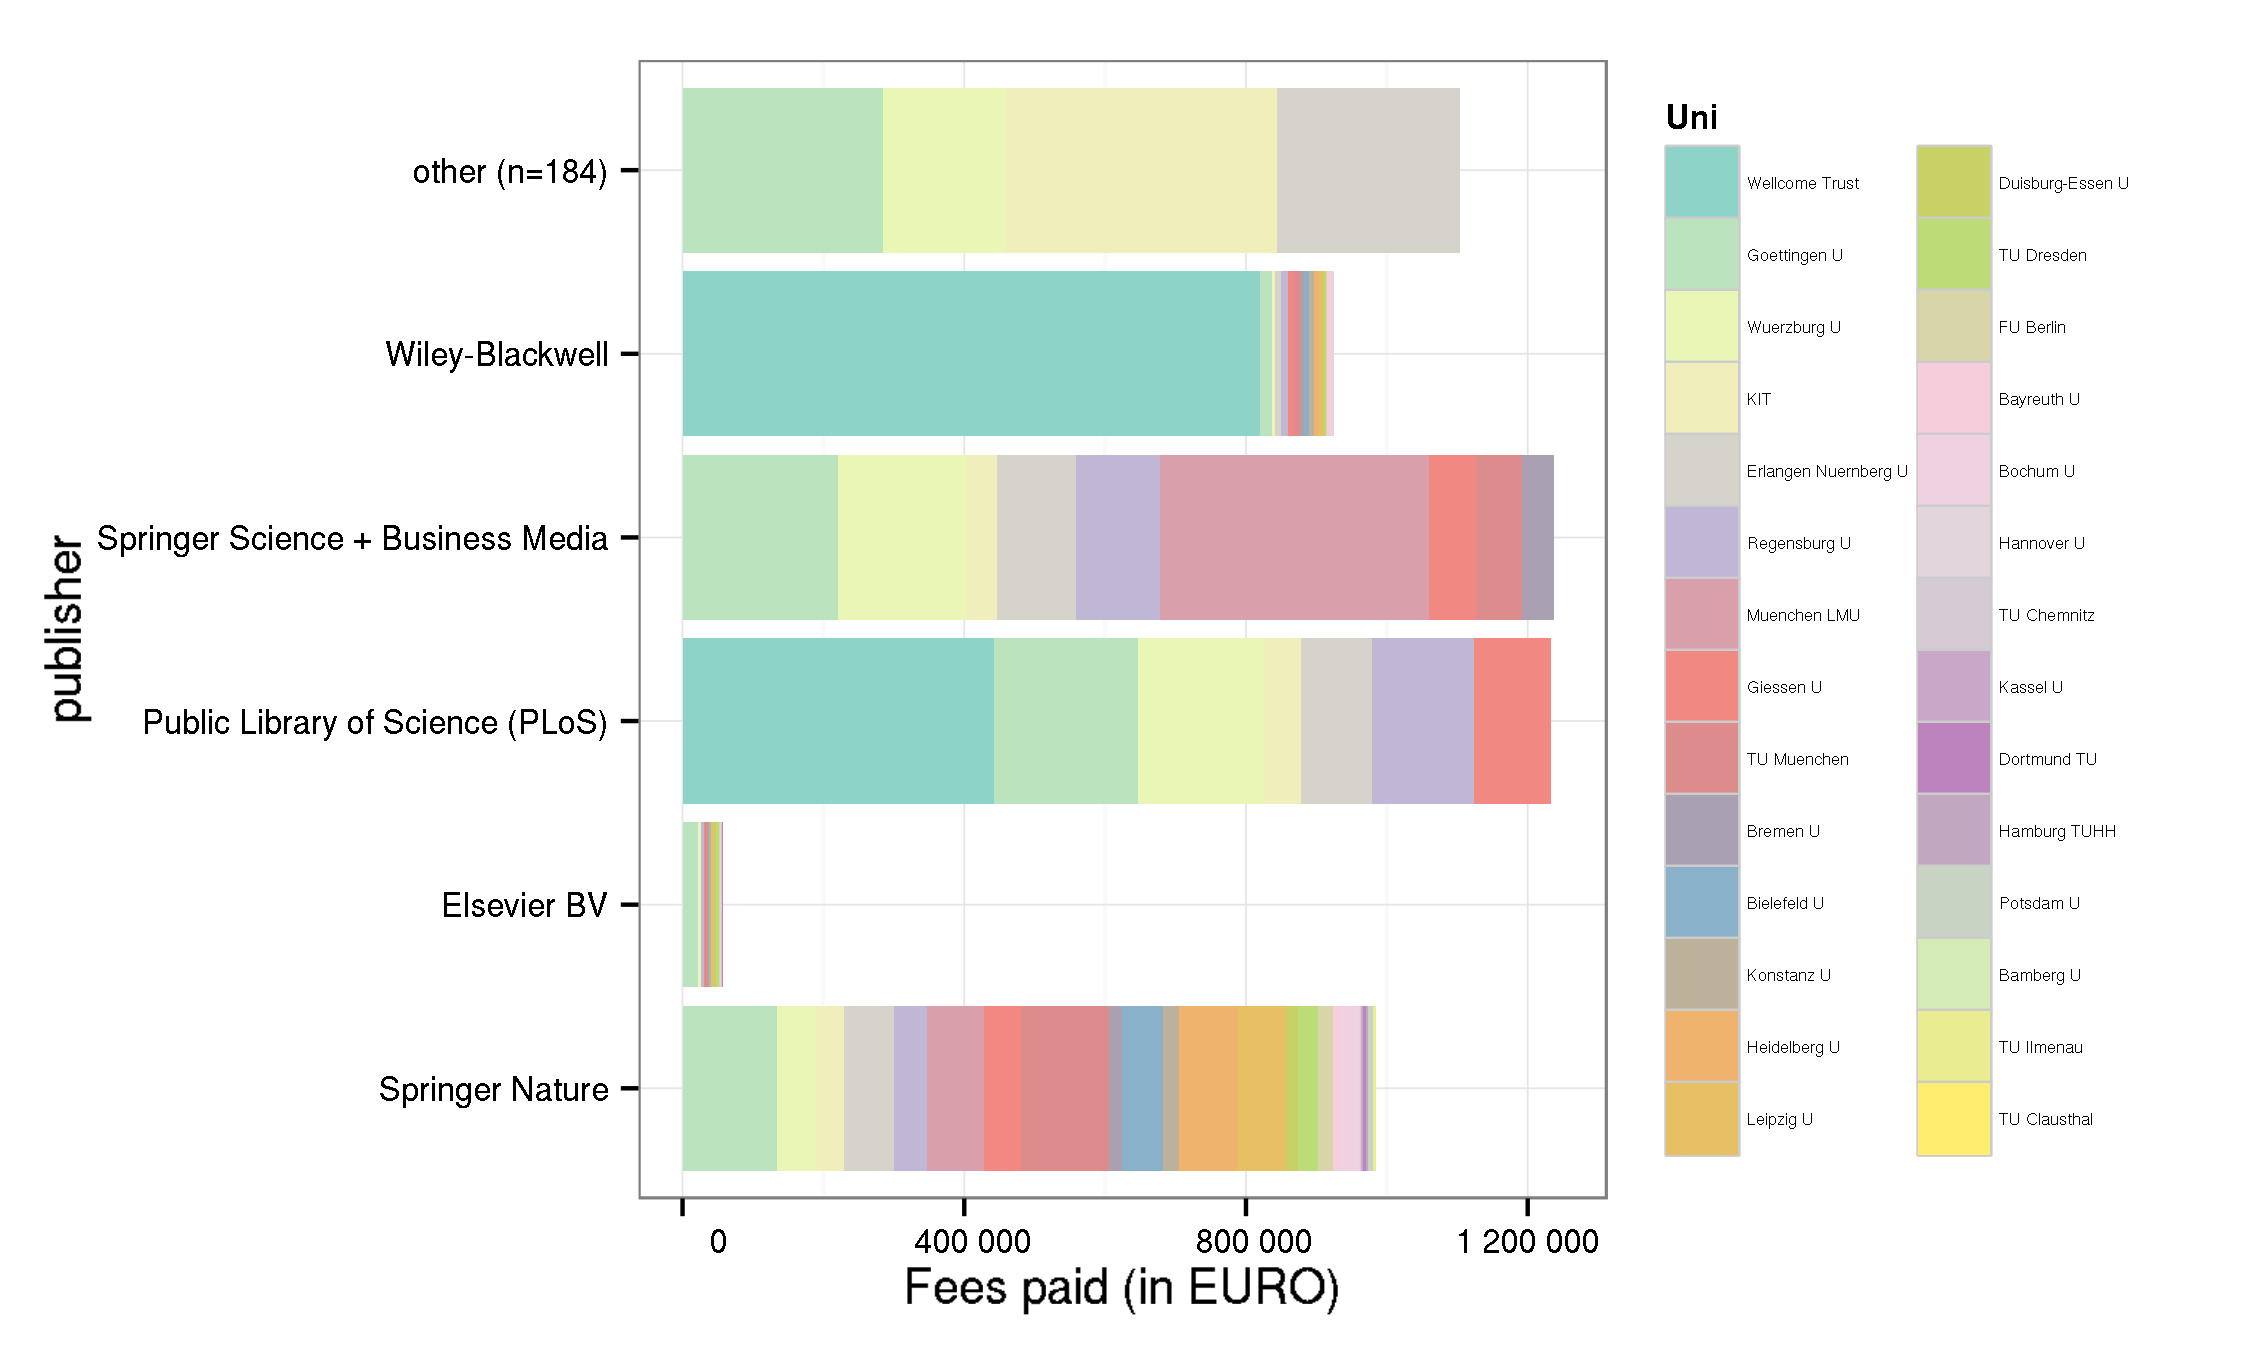 publisher
other (n=184)
Wiley-Blackwell
Springer Science + Business Media
Public Library of Science (PLoS)
Elsevier BV
Springer Nature
0
400 000
800 000
1 200 000
Fees paid (in EURO)
Uni
Wellcome Trust
Goettingen U
Wuerzburg U
KIT
Erlangen Nuernberg U
Regensburg U
Muenchen LMU
Giessen U
TU Muenchen
Bremen U
Bielefeld U
Konstanz U
Heidelberg U
Leipzig U
Duisburg-Essen U
TU Dresden
FU Berlin
Bayreuth U
Bochum U
Hannover U
TU Chemnitz
Kassel U
Dortmund TU
Hamburg TUHH
Potsdam U
Bamberg U
TU Ilmenau
TU Clausthal